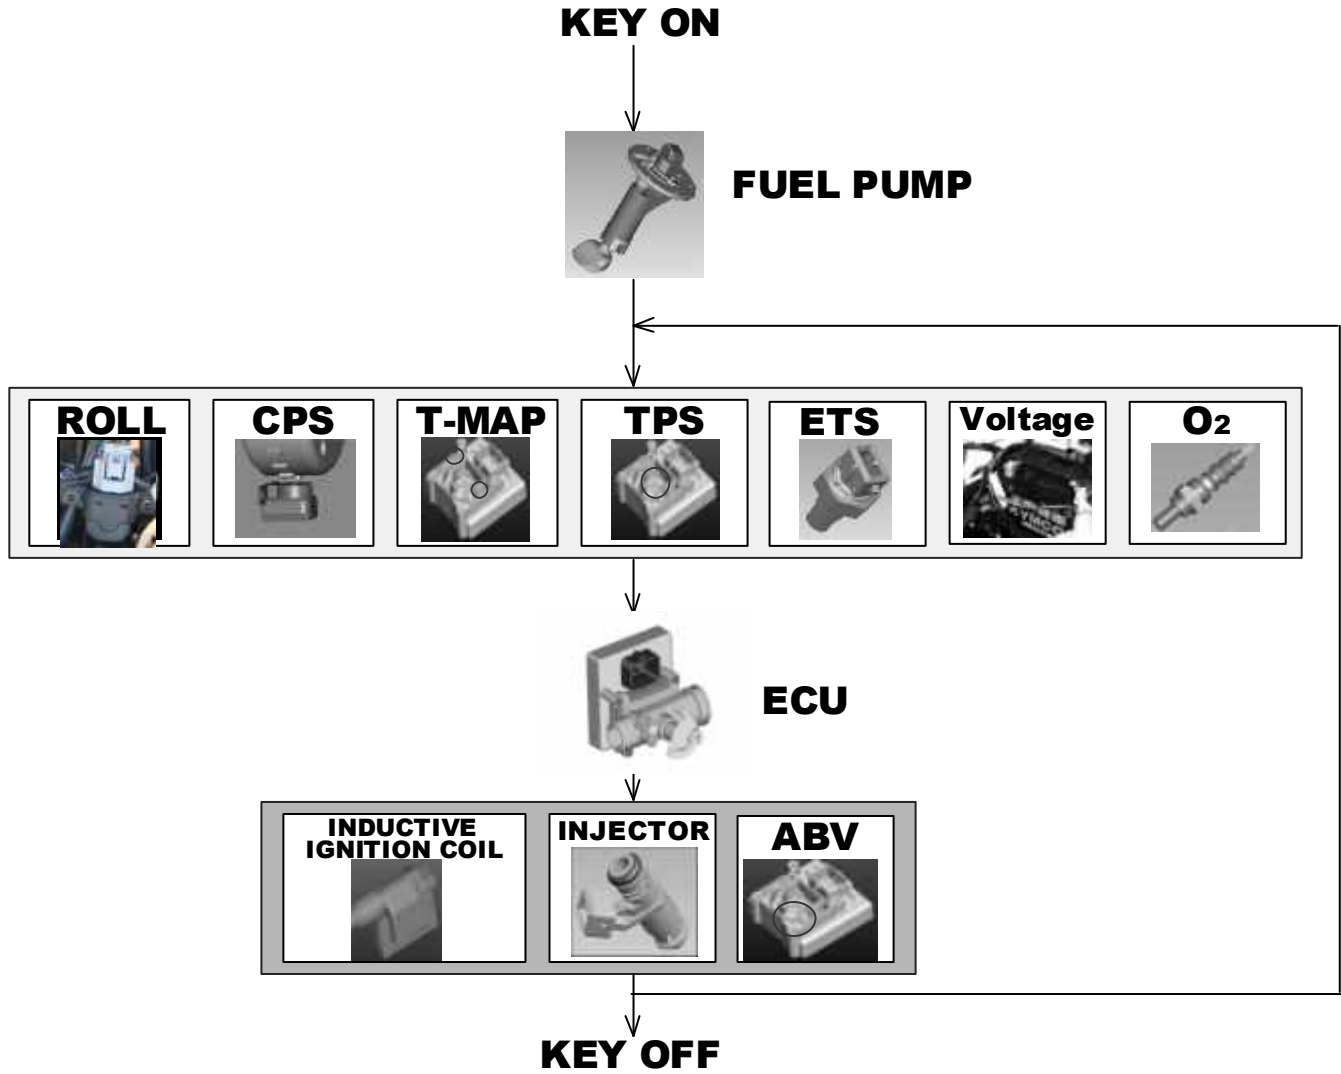 KEY ON
FUEL PUMP
ROLL
CPS
T-MAP
TPS
ETS
Voltage
O2
KYMCO
ECU
INDUCTIVE
IGNITION COIL
INJECTOR
ABV
KEY OFF